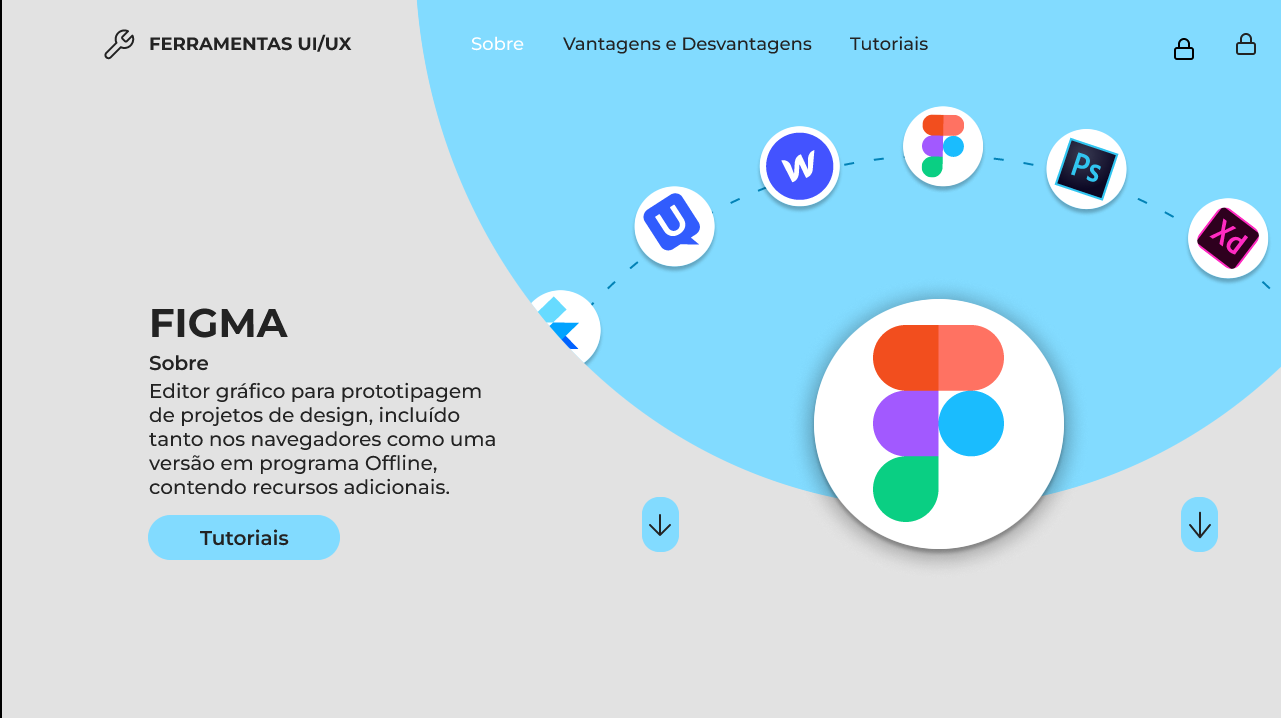 FERRAMENTAS UI/UX
Sobre
Vantagens e Desvantagens
Tutoriais
W
Ps
U
Xd
FIGMA
Sobre
Editor gráfico para prototipagem
de projetos de design, incluído
tanto nos navegadores como uma
versão em programa Offline,
contendo recursos adicionais.
Tutoriais